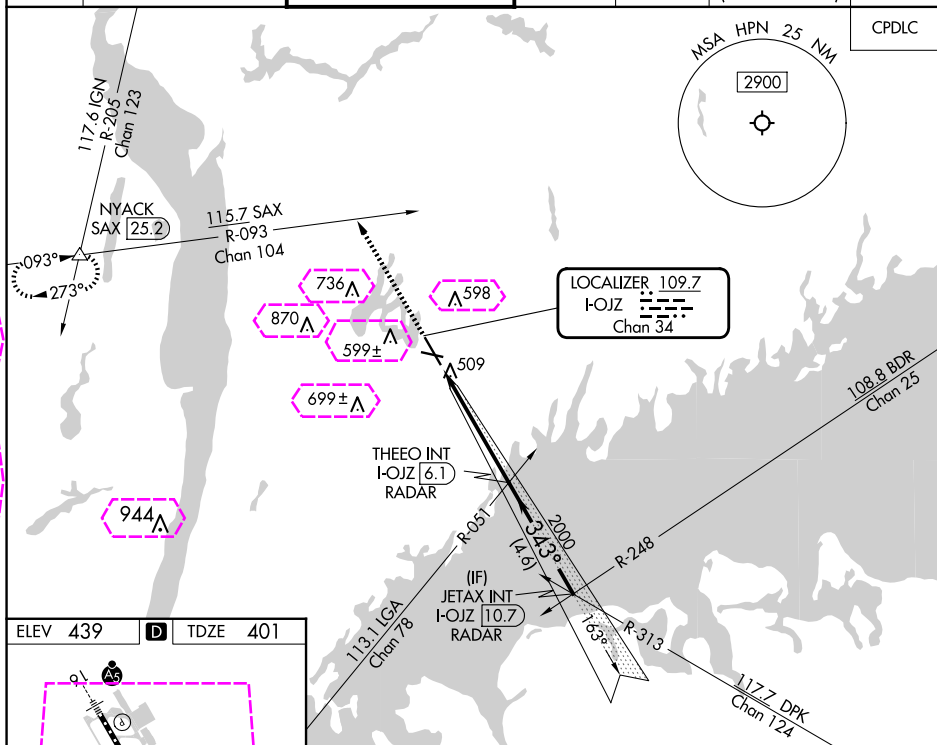 CPDLC
MSA HPN 25 NM
2900
117.6 IGN
R-205
Chan 123
NYACK
SAX 25.2
093°
273°
115.7 SAX
R-093
Chan 104
736
598
870
599±
509
699±
944
LOCALIZER 109.7
I-OJZ
Chan 34
108.8 BDR
Chan 25
R-248
THEEO INT
I-OJZ 6.1
RADAR
R-051
113.1 LGA
Chan 78
2000
343°
(4.6)
(IF)
JETAX INT
I-OJZ 10.7
RADAR
163°
R-313
117.7 DPK
Chan 124
ELEV 439 D TDZE 401
16
A5
P